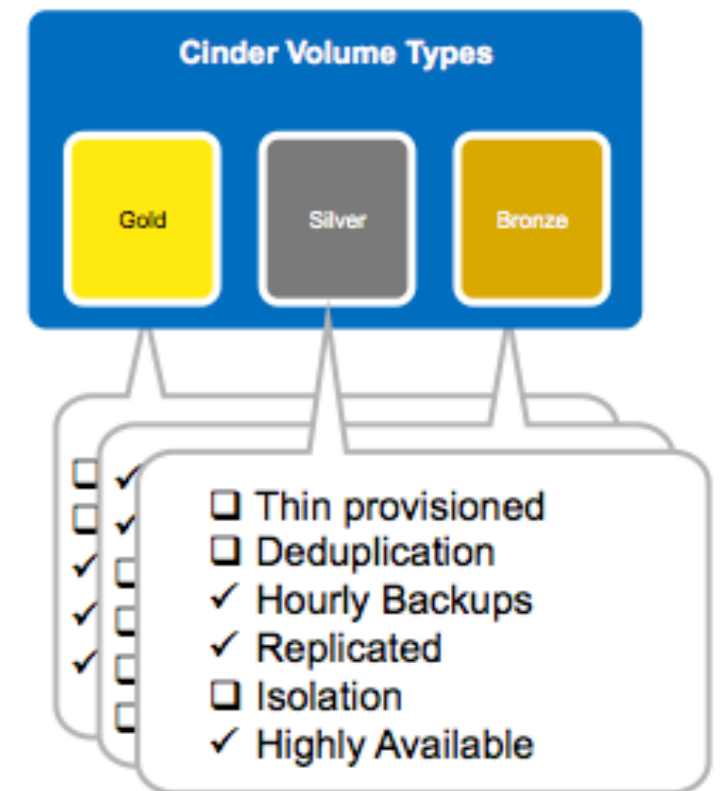 Cinder Volume Types
Gold
Silver
Bronze
❑ Thin provisioned
❑ Deduplication
✓ Hourly Backups
✓ Replicated
❑ Isolation
✓ Highly Available